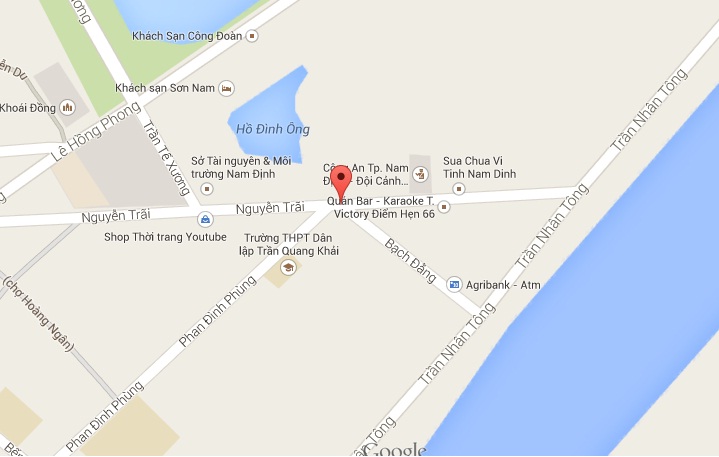 ương
Khách Sạn Công Đoàn
Khách sạn Sơn Nam
Khoái Đồng
Lê Hồng Phong
Trần Tế Xương
Hồ Đình Ông
Trần Nhân Tông
Sở Tài nguyên & Môi
trường Nam Định
Công An Tp. Nam
Định - Đội Cảnh...
Sua Chua Vi
Tinh Nam Dinh
Nguyễn Trãi
Nguyễn Trãi
Quán Bar - Karaoke T.
Victory Điểm Hẹn 66
Shop Thời trang Youtube
Trường THPT Dân
lập Trần Quang Khải
Bạch Đằng
Trần Nhân Tông
Agribank - Atm
(chợ Hoàng Ngân)
Phan Đình Phùng
Trần Nhân Tông
Phan Đình Phùng
Tông
Google